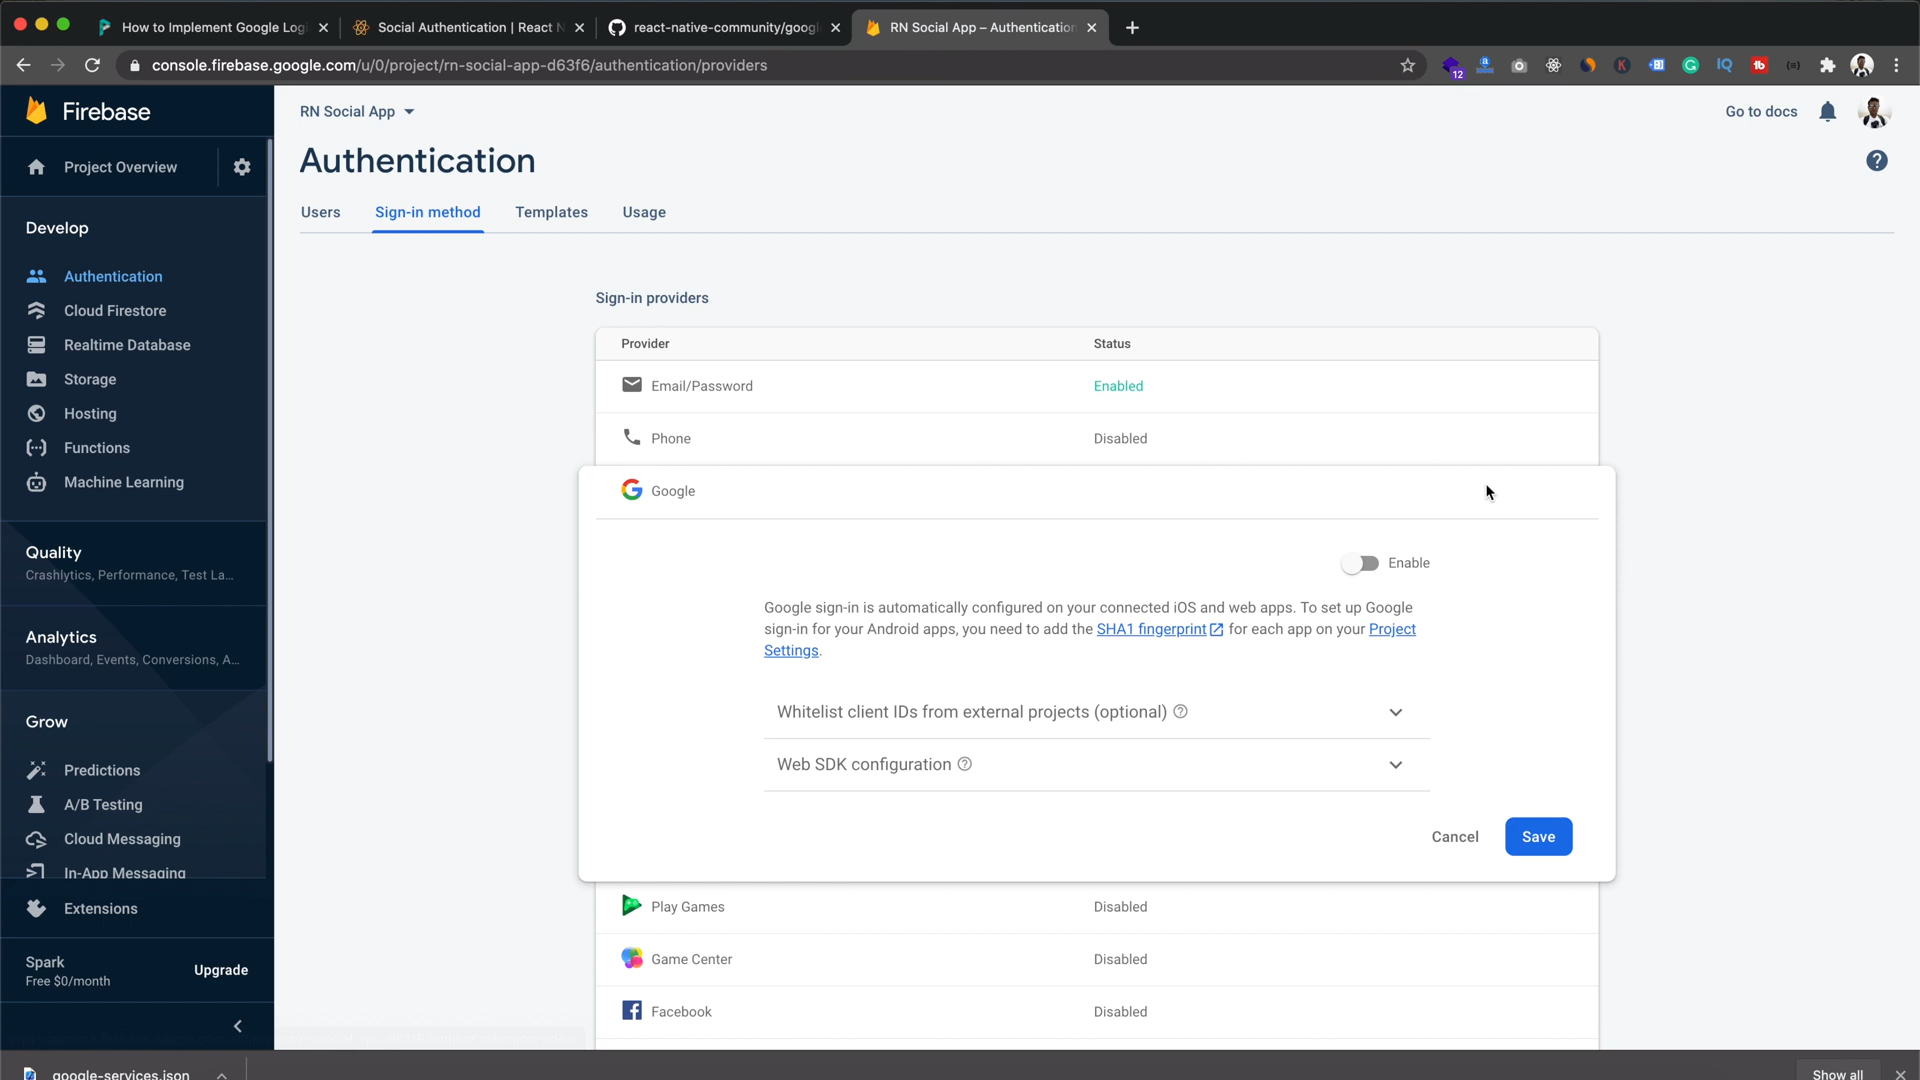 How to Implement Google Logi
Social Authentication | React N
react-native-community/googl
RN Social App – Authentication
console.firebase.google.com/u/0/project/rn-social-app-d63f6/authentication/providers
12
Firebase
RN Social App
Go to docs
Project Overview
Authentication
Users
Sign-in method
Templates
Usage
Develop
Authentication
Cloud Firestore
Realtime Database
Storage
Hosting
Functions
Machine Learning
Quality
Crashlytics, Performance, Test La...
Analytics
Dashboard, Events, Conversions, A...
Grow
Predictions
A/B Testing
Cloud Messaging
In-App Messaging
Extensions
Spark
Free $0/month
Upgrade
Sign-in providers
Provider
Status
Email/Password
Enabled
Phone
Disabled
Google
Enable
Google sign-in is automatically configured on your connected iOS and web apps. To set up Google
sign-in for your Android apps, you need to add the SHA1 fingerprint for each app on your Project
Settings.
Whitelist client IDs from external projects (optional)
Web SDK configuration
Cancel
Save
Play Games
Disabled
Game Center
Disabled
Facebook
Disabled
google-services.json
Show all